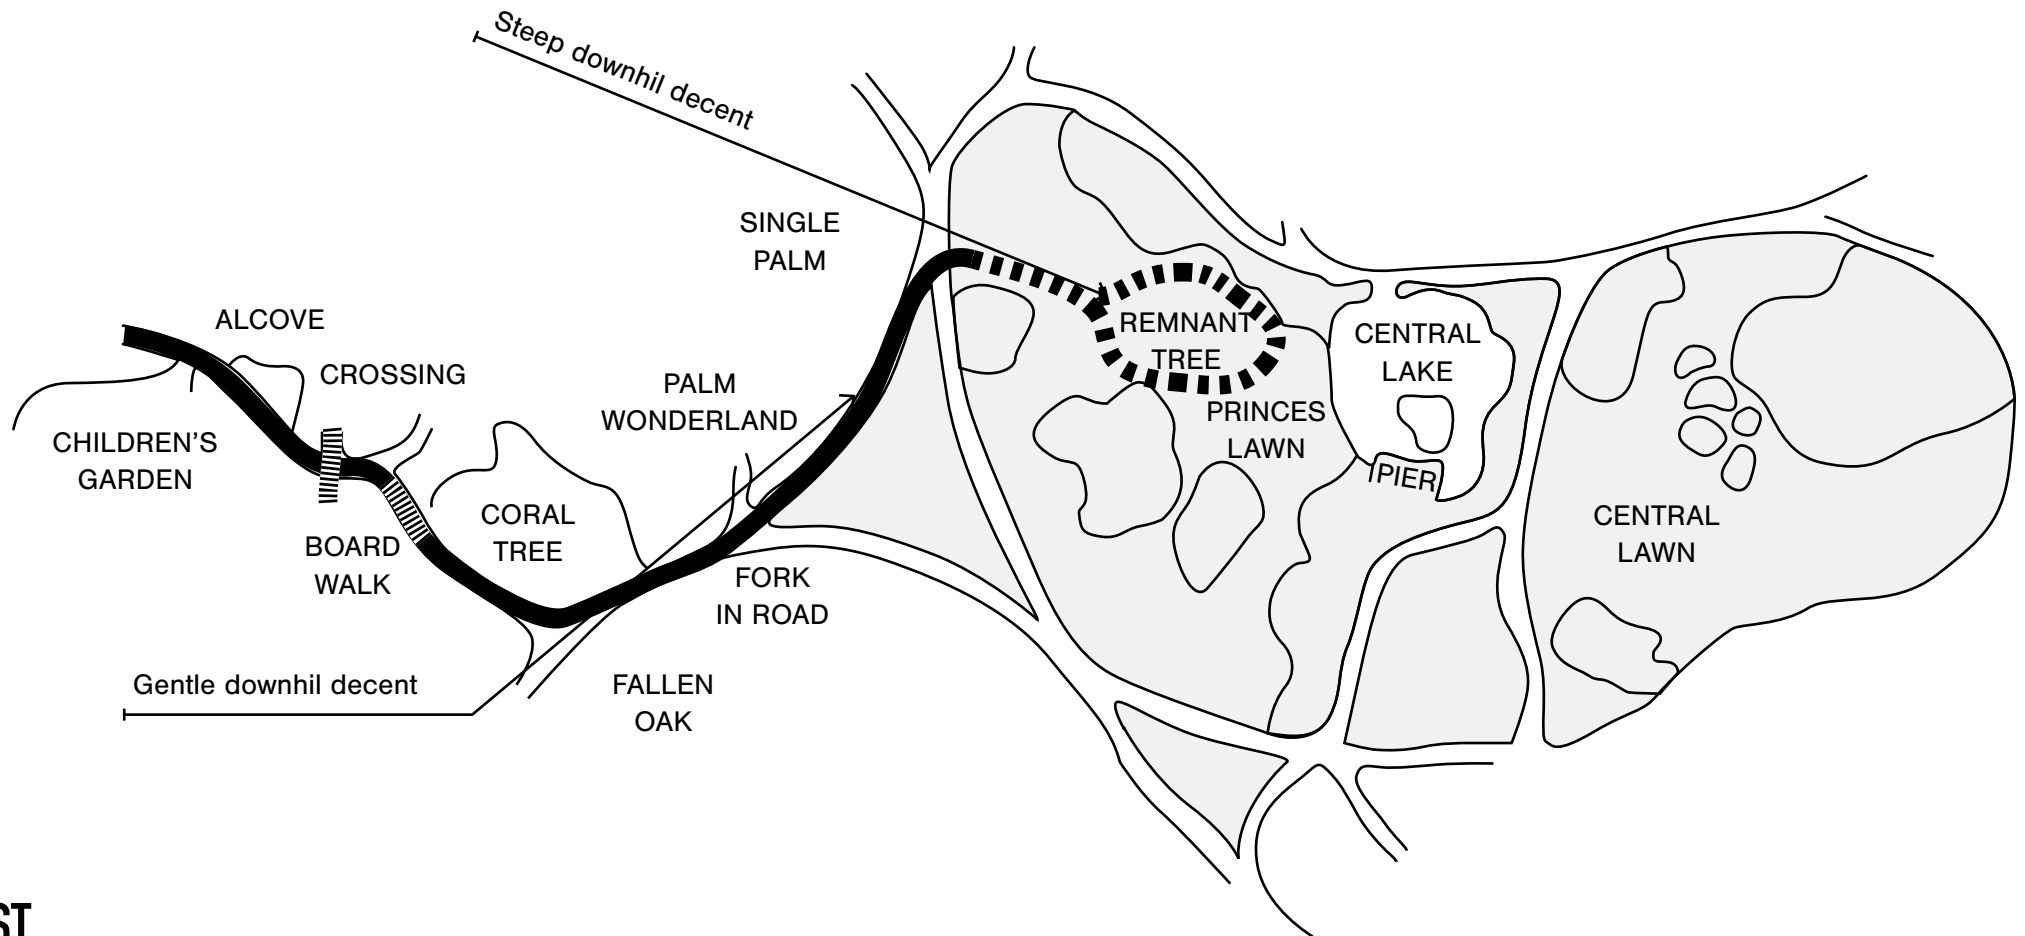 Steep downhil decent
SINGLE
PALM
ALCOVE
CROSSING
CHILDREN'S
GARDEN
PALM
WONDERLAND
REMNANT
TREE
CENTRAL
LAKE
PRINCES
LAWN
PIER
CORAL
TREE
BOARD
WALK
FORK
IN ROAD
CENTRAL
LAWN
Gentle downhil decent
FALLEN
OAK
ST